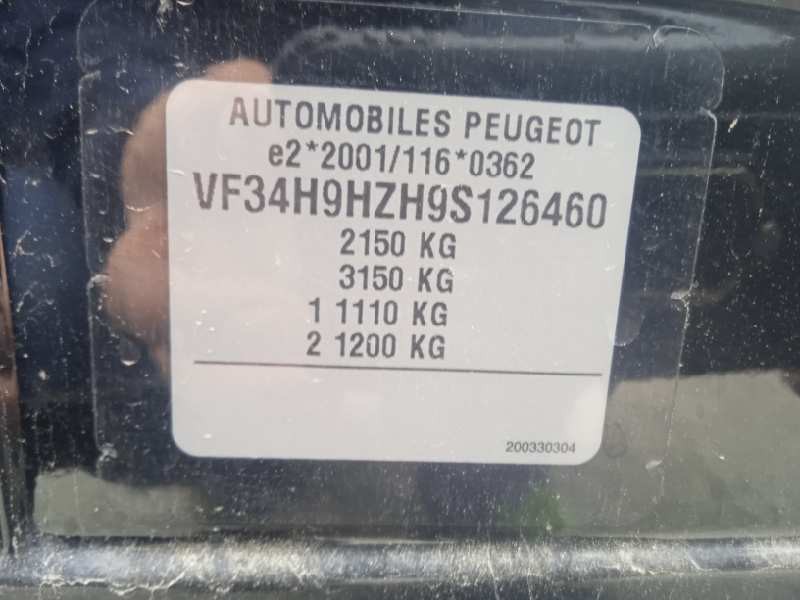 AUTOMOBILES PEUGEOT
e2*2001/116*0362
VF34H9HZH9S126460
2150 KG
3150 KG
1 1110 KG
2 1200 KG
200330304